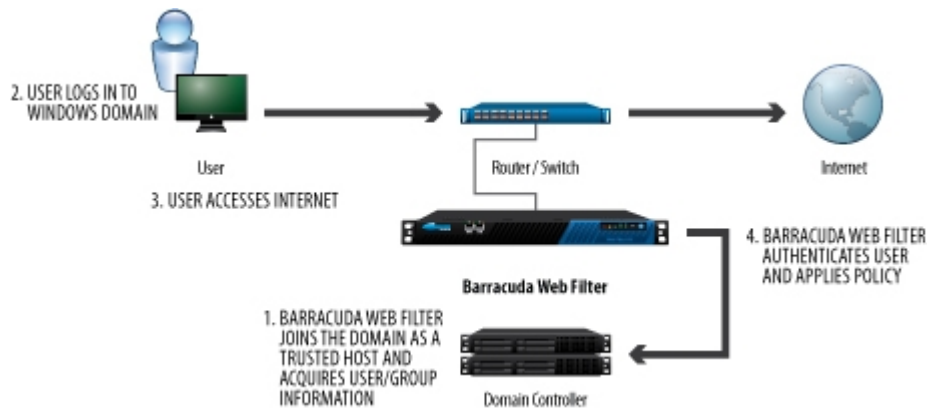 2. USER LOGS IN TO
WINDOWS DOMAIN
User
Router / Switch
Internet
3. USER ACCESSES INTERNET
4. BARRACUDA WEB FILTER
AUTHENTICATES USER
AND APPLIES POLICY
Barracuda Web Filter
1. BARRACUDA WEB FILTER
JOINS THE DOMAIN AS A
TRUSTED HOST AND
ACQUIRES USER/GROUP
INFORMATION
Domain Controller